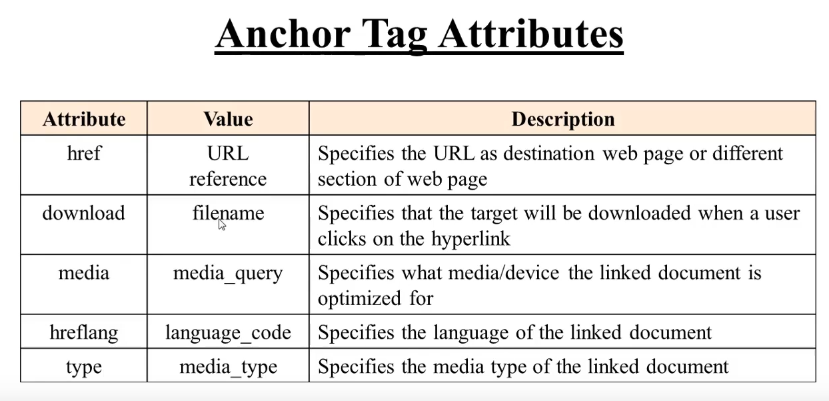 Anchor Tag Attributes
Attribute Value Description
href URL reference Specifies the URL as destination web page or different
section of web page
download filename Specifies that the target will be downloaded when a user
clicks on the hyperlink
media media_query Specifies what media/device the linked document is
optimized for
hreflang language_code Specifies the language of the linked document
type media_type Specifies the media type of the linked document